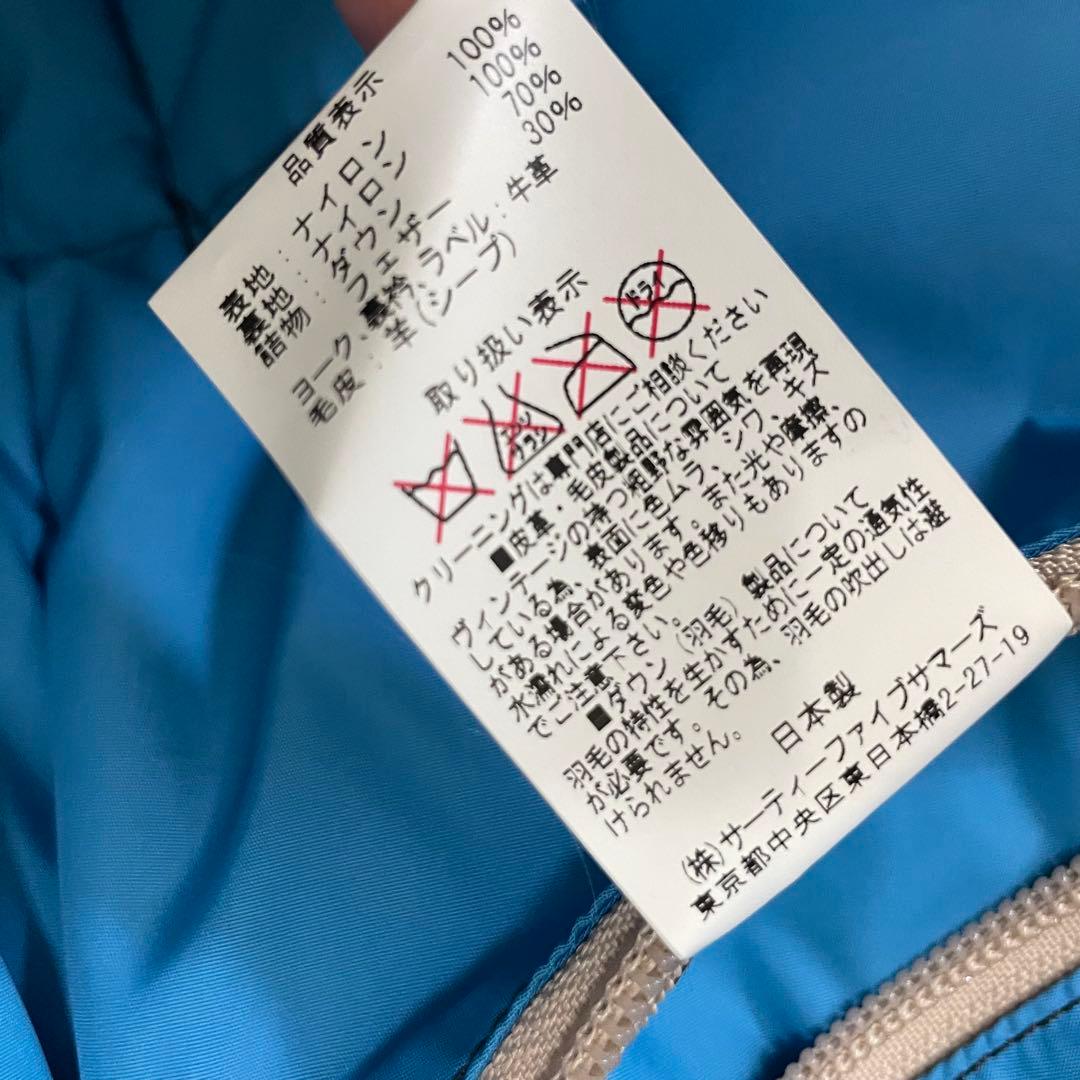 品質表示
表地：ナイロン 100%
裏地：ナイロン 100%
詰物：ダウン 70%
フェザー 30%
ヨーク、裏衿、ラベル：牛革
毛皮：羊(シープ)
取り扱い表示
エンソ
サラシ
ドライ
クリーニングは専門店にご相談ください
■皮革・毛皮製品について
ヴィンテージの持つ粗野な雰囲気を再現
している為、表面に色ムラ、シワ、キズ
がある場合があります。また光や摩擦、
水濡れによる変色や色移りもありますの
でご注意下さい。
■ダウン(羽毛)製品について
羽毛の特性を生かすために一定の通気性
が必要です。その為、羽毛の吹出しは避
けられません。
日本製
(株)サーティーファイブサマーズ
東京都中央区東日本橋2-27-19